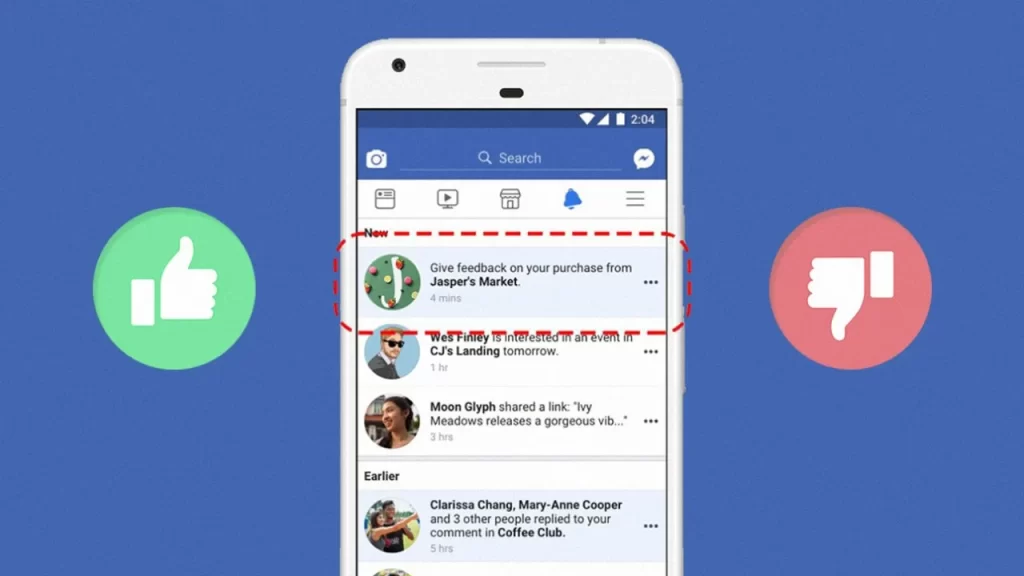 2:04
Search
Now
Give feedback on your purchase from
Jasper's Market.
4 mins
Wes Finley is interested in an event in
CJ's Landing tomorrow.
1 hr
Moon Glyph shared a link: "Ivy
Meadows releases a gorgeous vib..."
3 hrs
Earlier
Clarissa Chang, Mary-Anne Cooper
and 3 other people replied to your
comment in Coffee Club.
5 hrs